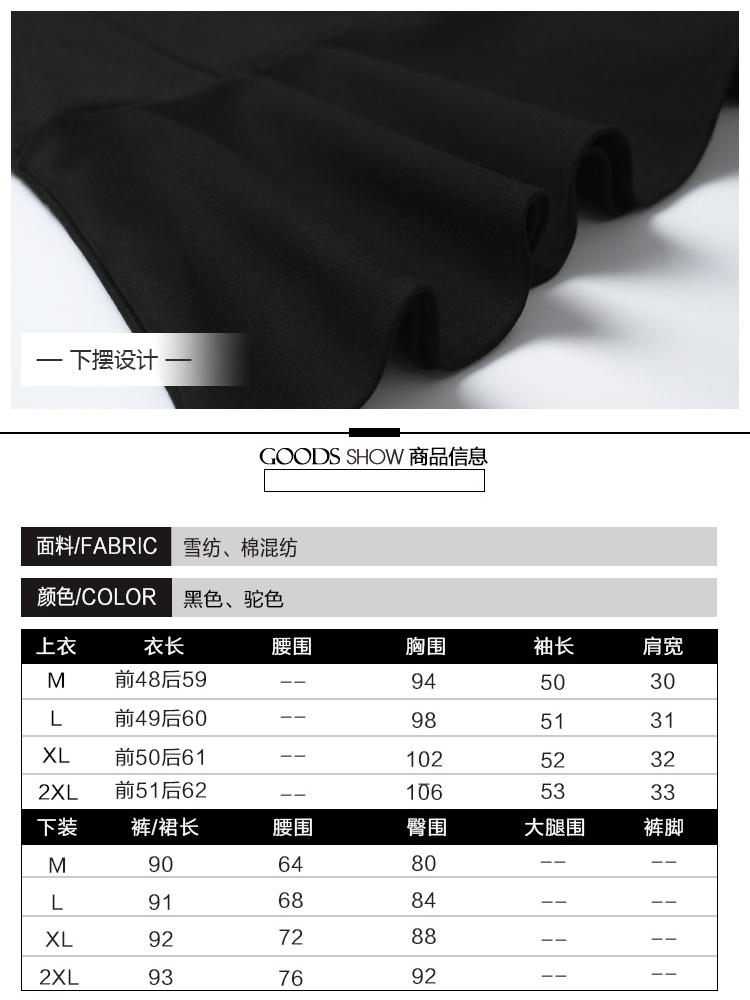 — 下摆设计 —
GOODS SHOW 商品信息
面料/FABRIC 雪纺、棉混纺
颜色/COLOR 黑色、驼色
上衣 衣长 腰围 胸围 袖长 肩宽
M 前48后59 -- 94 50 30
L 前49后60 -- 98 51 31
XL 前50后61 -- 102 52 32
2XL 前51后62 -- 106 53 33
下装 裤/裙长 腰围 臀围 大腿围 裤脚
M 90 64 80 -- --
L 91 68 84 -- --
XL 92 72 88 -- --
2XL 93 76 92 -- --